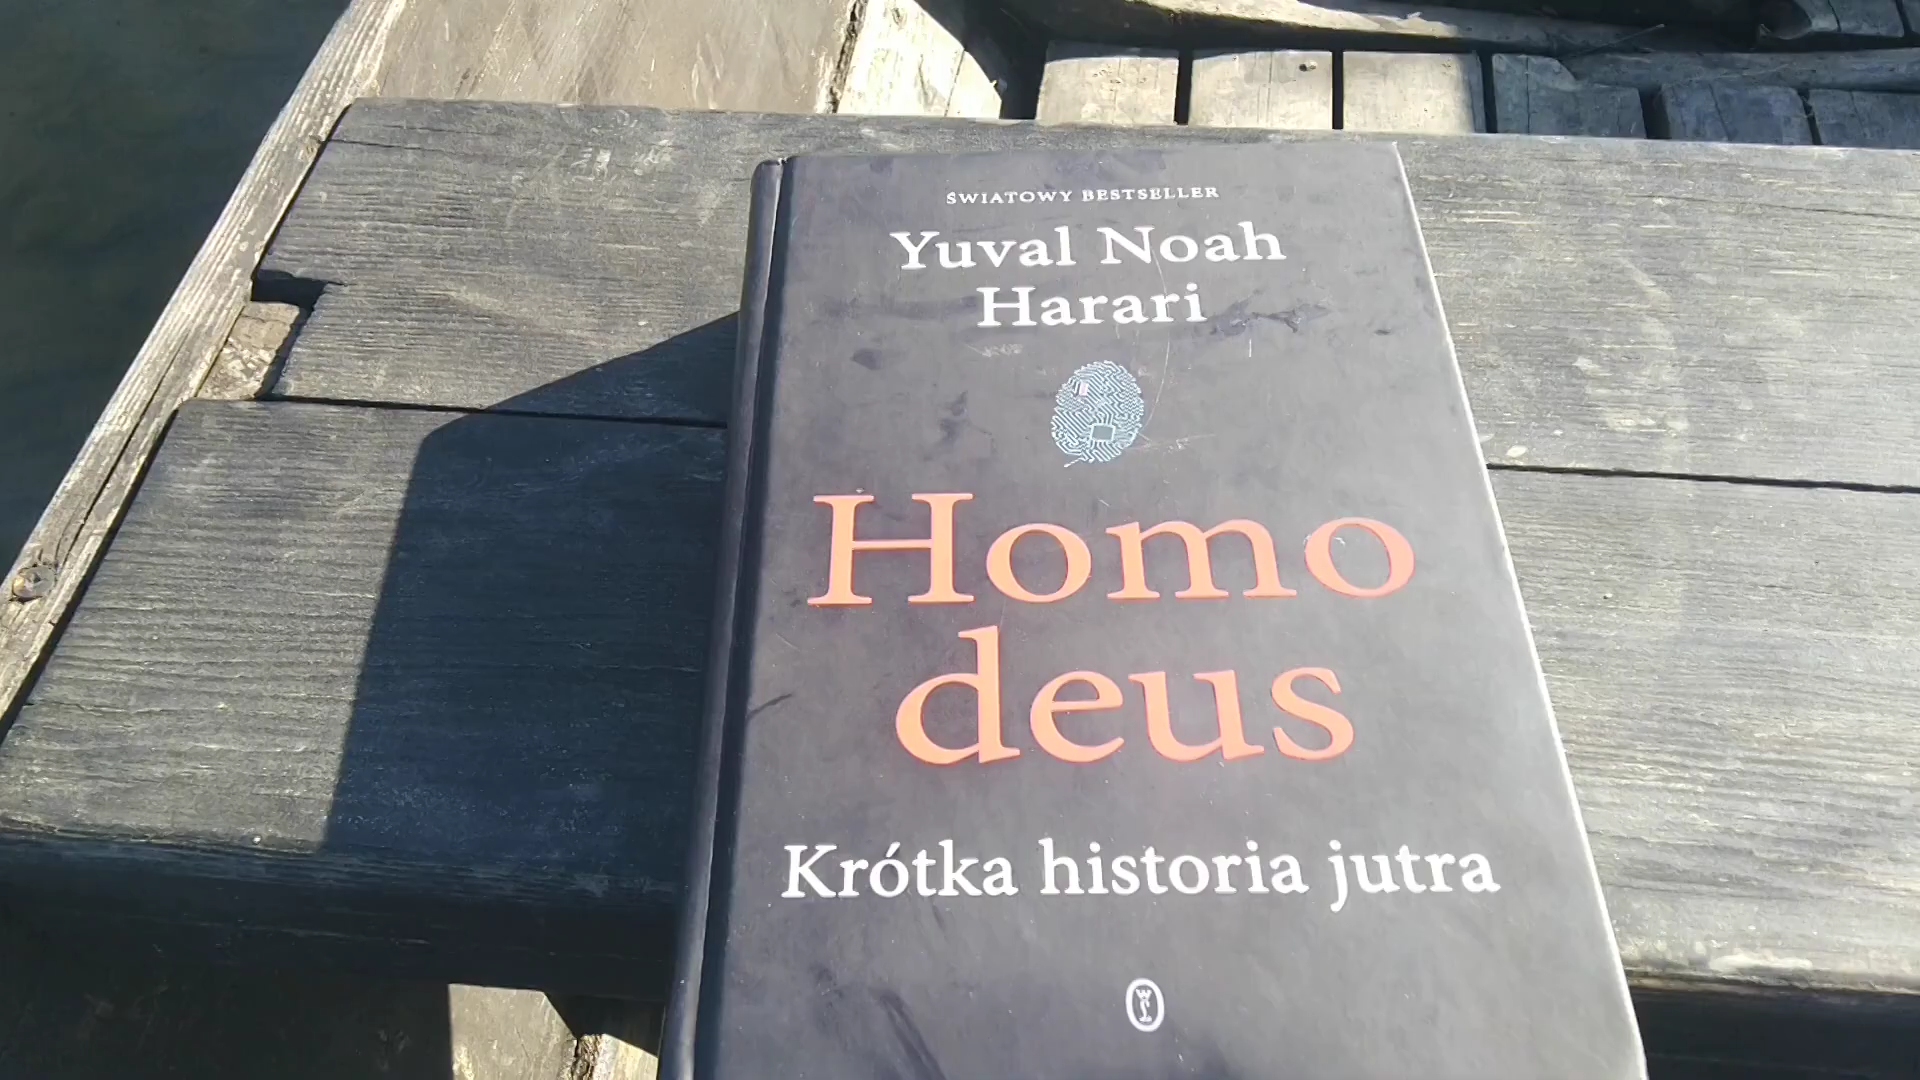 ŚWIATOWY BESTSELLER
Yuval Noah
Harari
Homo
deus
Krótka historia jutra